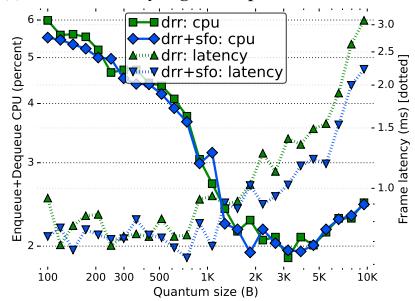 drr: cpu
drr+sfo: cpu
drr: latency
drr+sfo: latency
Enqueue+Dequeue CPU (percent)
6
5
4
3
2
3.0
2.5
2.0
1.5
1.0
Frame latency (ms) [dotted]
100 200 300 500 1K 2K 3K 5K 10K
Quantum size (B)